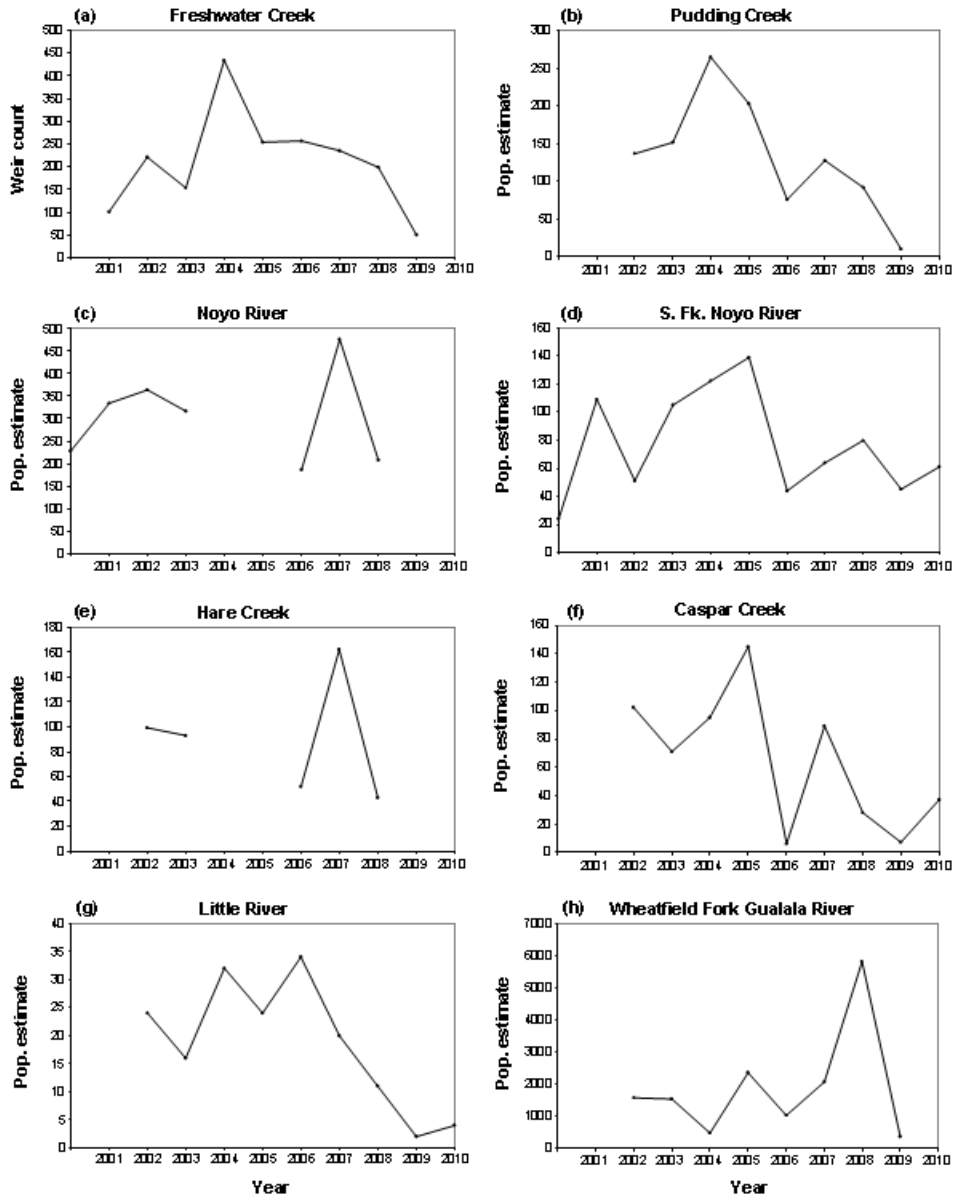 (a) Freshwater Creek
500
450
400
350
300
250
200
150
100
50
0
Weir count
2001 2002 2003 2004 2005 2006 2007 2008 2009 2010
(b) Pudding Creek
300
250
200
150
100
50
0
Pop. estimate
2001 2002 2003 2004 2005 2006 2007 2008 2009 2010
(c) Noyo River
500
450
400
350
300
250
200
150
100
50
0
Pop. estimate
2001 2002 2003 2004 2005 2006 2007 2008 2009 2010
(d) S. Fk. Noyo River
160
140
120
100
80
60
40
20
0
Pop. estimate
2001 2002 2003 2004 2005 2006 2007 2008 2009 2010
(e) Hare Creek
180
160
140
120
100
80
60
40
20
0
Pop. estimate
2001 2002 2003 2004 2005 2006 2007 2008 2009 2010
(f) Caspar Creek
160
140
120
100
80
60
40
20
0
Pop. estimate
2001 2002 2003 2004 2005 2006 2007 2008 2009 2010
(g) Little River
40
35
30
25
20
15
10
5
0
Pop. estimate
2001 2002 2003 2004 2005 2006 2007 2008 2009 2010
Year
(h) Wheatfield Fork Gualala River
7000
6000
5000
4000
3000
2000
1000
0
Pop. estimate
2001 2002 2003 2004 2005 2006 2007 2008 2009 2010
Year